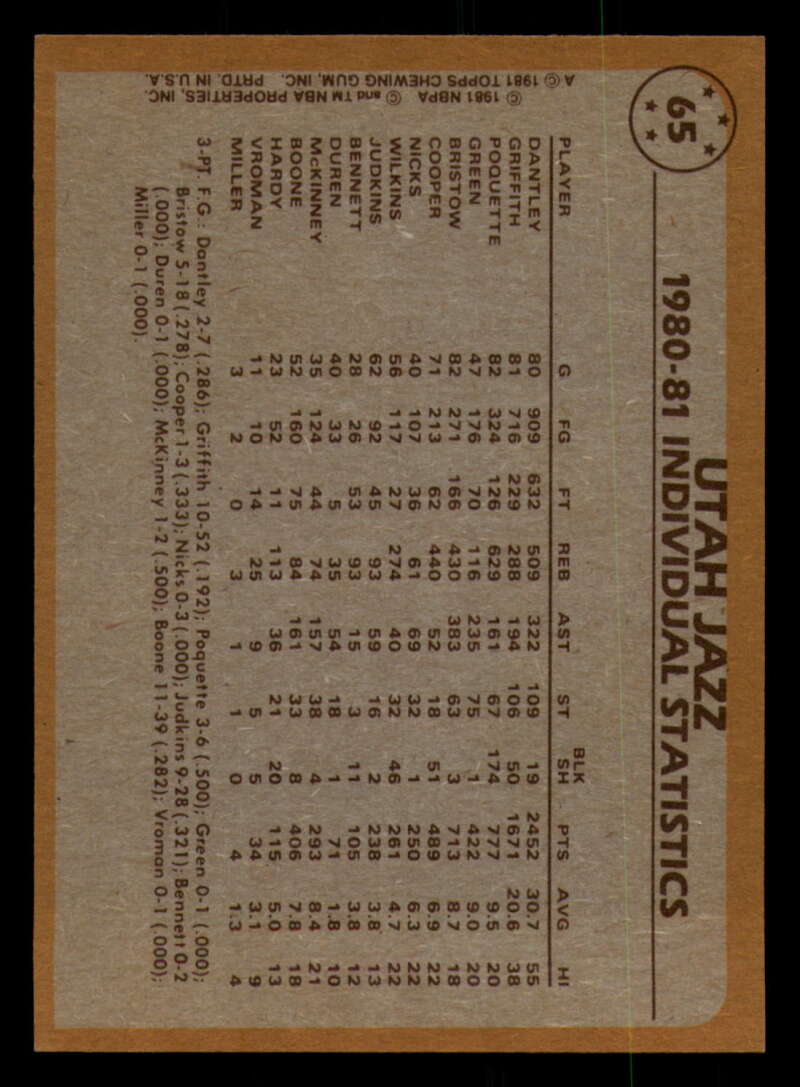 65
UTAH JAZZ
1980-81 INDIVIDUAL STATISTICS
PLAYER G FG FT REB AST ST BLK SH PTS AVG HI
DANTLEY 80 909 632 509 322 109 19 2452 30.7 55
GRIFFITH 81 716 229 288 194 106 50 1671 20.6 38
POQUETTE 82 324 126 629 161 67 174 777 9.5 20
GREEN 47 176 70 116 235 75 1 422 9.0 20
BRISTOW 82 271 166 430 383 63 3 713 8.7 18
COOPER 71 213 62 440 52 18 51 489 6.9 22
NICKS 40 107 36 61 69 32 1 250 6.3 22
WILKINS 56 117 27 274 40 32 46 261 4.7 22
JUDKINS 62 92 45 93 59 16 2 238 3.8 13
BENNETT 28 26 53 93 15 3 11 105 3.8 12
DUREN 40 33 5 35 54 18 1 71 1.8 10
McKINNEY 35 124 44 74 157 38 4 293 8.4 21
BOONE 52 160 75 84 161 33 8 406 7.8 18
HARDY 23 52 11 113 36 21 20 115 5.0 13
VROMAN 11 10 14 25 9 5 5 34 3.1 9
MILLER 3 2 0 3 1 1 0 4 1.3 4
3-PT. F.G.: Dantley 2-7 (.286); Griffith 10-52 (.192); Poquette 3-6 (.500); Green 0-1 (.000);
Bristow 5-18 (.278); Cooper 1-3 (.333); Nicks 0-3 (.000); Judkins 9-28 (.321); Bennett 0-2
(.000); Duren 0-1 (.000); McKinney 1-2 (.500); Boone 11-39 (.282); Vroman 0-1 (.000);
Miller 0-1 (.000).
© 1981 NBPA © and TM NBA PROPERTIES, INC.
A © 1981 TOPPS CHEWING GUM, INC. PRTD. IN U.S.A.